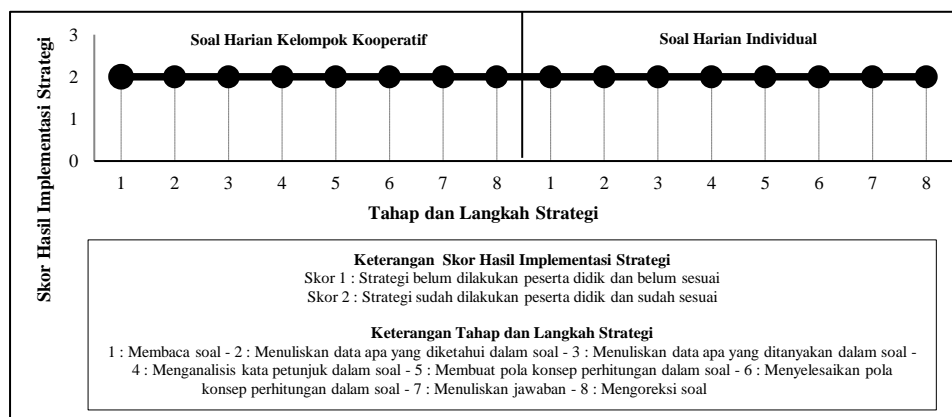 Soal Harian Kelompok Kooperatif
Soal Harian Individual
Skor Hasil Implementasi Strategi
3
2
1
0
1 2 3 4 5 6 7 8 1 2 3 4 5 6 7 8
Tahap dan Langkah Strategi
Keterangan Skor Hasil Implementasi Strategi
Skor 1 : Strategi belum dilakukan peserta didik dan belum sesuai
Skor 2 : Strategi sudah dilakukan peserta didik dan sudah sesuai
Keterangan Tahap dan Langkah Strategi
1 : Membaca soal - 2 : Menuliskan data apa yang diketahui dalam soal - 3 : Menuliskan data apa yang ditanyakan dalam soal -
4 : Menganalisis kata petunjuk dalam soal - 5 : Membuat pola konsep perhitungan dalam soal - 6 : Menyelesaikan pola
konsep perhitungan dalam soal - 7 : Menuliskan jawaban - 8 : Mengoreksi soal